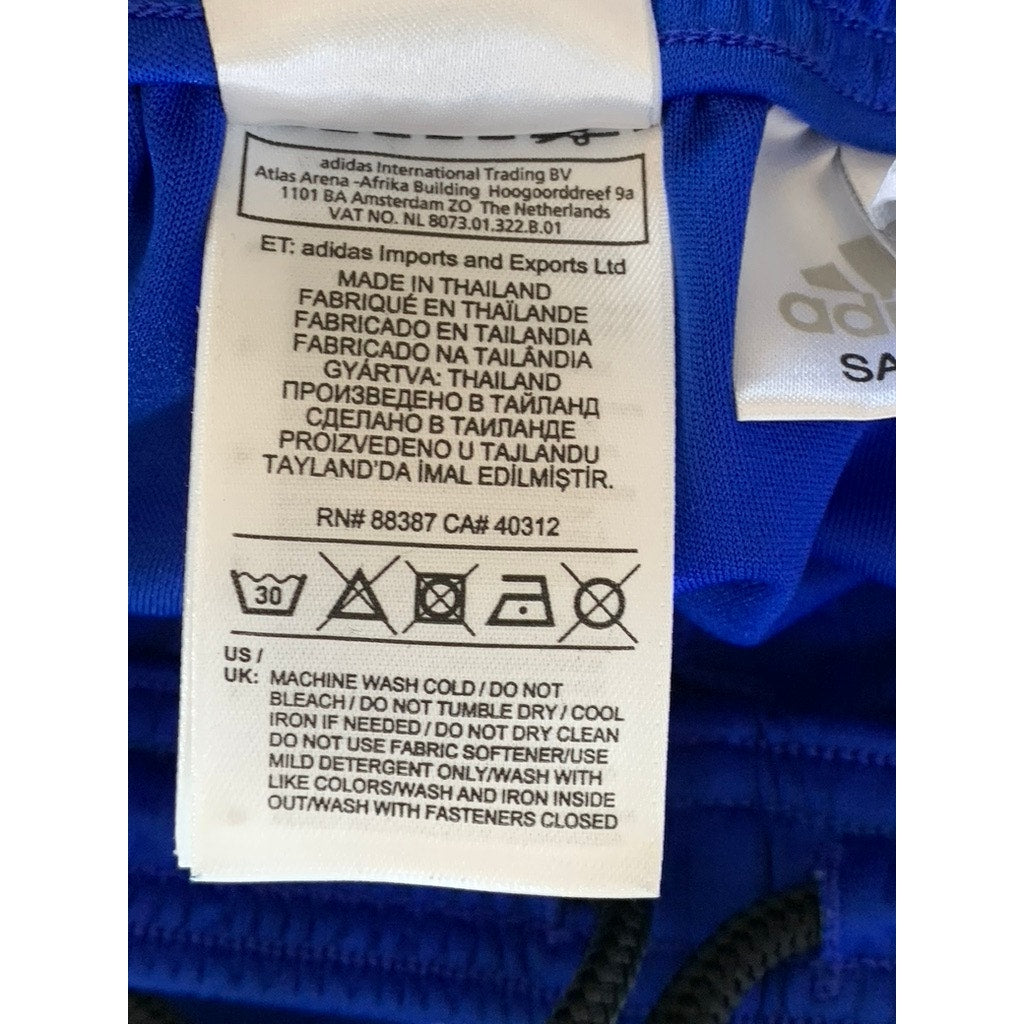 adidas International Trading BV
Atlas Arena -Afrika Building Hoogoorddreef 9a
1101 BA Amsterdam ZO The Netherlands
VAT NO. NL 8073.01.322.B.01
ET: adidas Imports and Exports Ltd
MADE IN THAILAND
FABRIQUÉ EN THAÏLANDE
FABRICADO EN TAILANDIA
FABRICADO NA TAILÂNDIA
GYÁRTVA: THAILAND
ПРОИЗВЕДЕНО В ТАЙЛАНД
СДЕЛАНО В ТАИЛАНДЕ
PROIZVEDENO U TAJLANDU
TAYLAND'DA İMAL EDİLMİŞTİR.
RN# 88387 CA# 40312
30
US /
UK: MACHINE WASH COLD / DO NOT
BLEACH / DO NOT TUMBLE DRY / COOL
IRON IF NEEDED / DO NOT DRY CLEAN
DO NOT USE FABRIC SOFTENER/USE
MILD DETERGENT ONLY/WASH WITH
LIKE COLORS/WASH AND IRON INSIDE
OUT/WASH WITH FASTENERS CLOSED